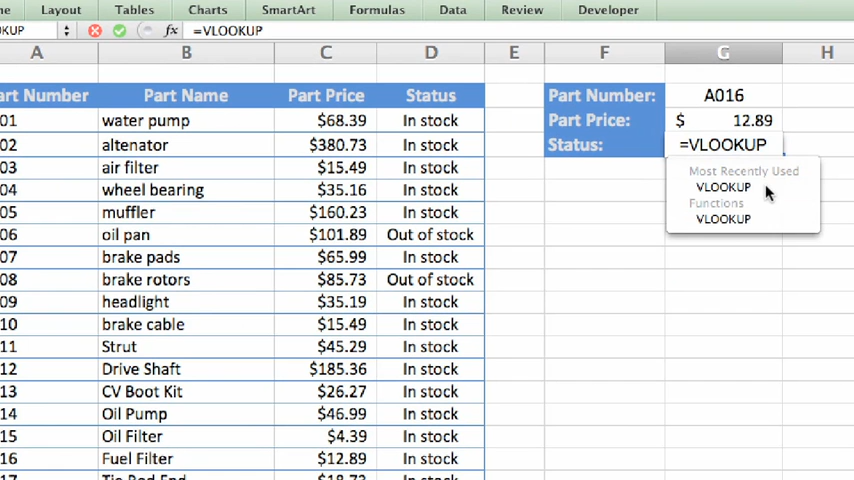 me Layout Tables Charts SmartArt Formulas Data Review Developer
OKUP fx =VLOOKUP
A B C D E F G H
art Number Part Name Part Price Status Part Number: A016
01 water pump $68.39 In stock Part Price: $ 12.89
02 altenator $380.73 In stock Status: =VLOOKUP
03 air filter $15.49 In stock Most Recently Used
04 wheel bearing $35.16 In stock VLOOKUP
Functions
05 muffler $160.23 In stock VLOOKUP
06 oil pan $101.89 Out of stock
07 brake pads $65.99 In stock
08 brake rotors $85.73 Out of stock
09 headlight $35.19 In stock
10 brake cable $15.49 In stock
11 Strut $45.29 In stock
12 Drive Shaft $185.36 In stock
13 CV Boot Kit $26.27 In stock
14 Oil Pump $46.99 In stock
15 Oil Filter $4.39 In stock
16 Fuel Filter $12.89 In stock
17 Tie Rod End $18.73 In stock